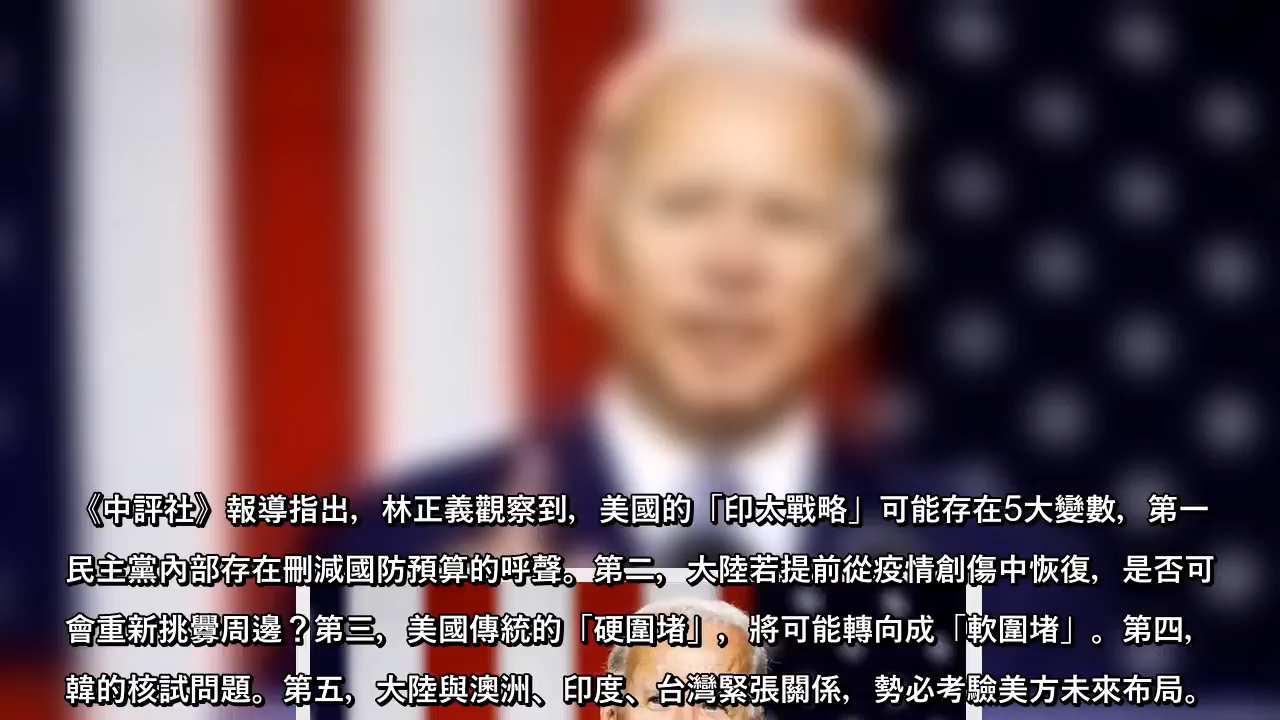 《中評社》報導指出，林正義觀察到，美國的「印太戰略」可能存在5大變數，第一
民主黨內部存在刪減國防預算的呼聲。第二，大陸若提前從疫情創傷中恢復，是否可
會重新挑釁周邊？第三，美國傳統的「硬圍堵」，將可能轉向成「軟圍堵」。第四，
韓的核試問題。第五，大陸與澳洲、印度、台灣緊張關係，勢必考驗美方未來布局。